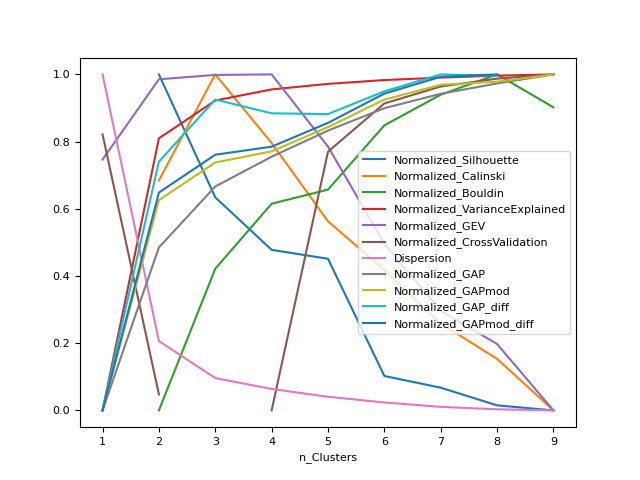 1.0
0.8
0.6
0.4
0.2
0.0
1 2 3 4 5 6 7 8 9
n_Clusters
Normalized_Silhouette
Normalized_Calinski
Normalized_Bouldin
Normalized_VarianceExplained
Normalized_GEV
Normalized_CrossValidation
Dispersion
Normalized_GAP
Normalized_GAPmod
Normalized_GAP_diff
Normalized_GAPmod_diff